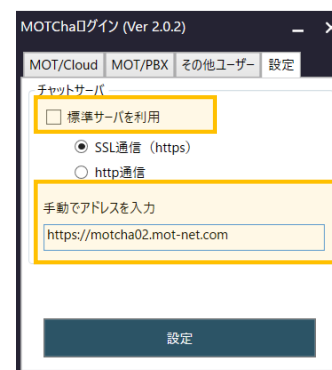 MOTChaログイン (Ver 2.0.2)
MOT/Cloud MOT/PBX その他ユーザー 設定
チャットサーバ
標準サーバを利用
SSL通信（https）
http通信
手動でアドレスを入力
https://motcha02.mot-net.com
設定